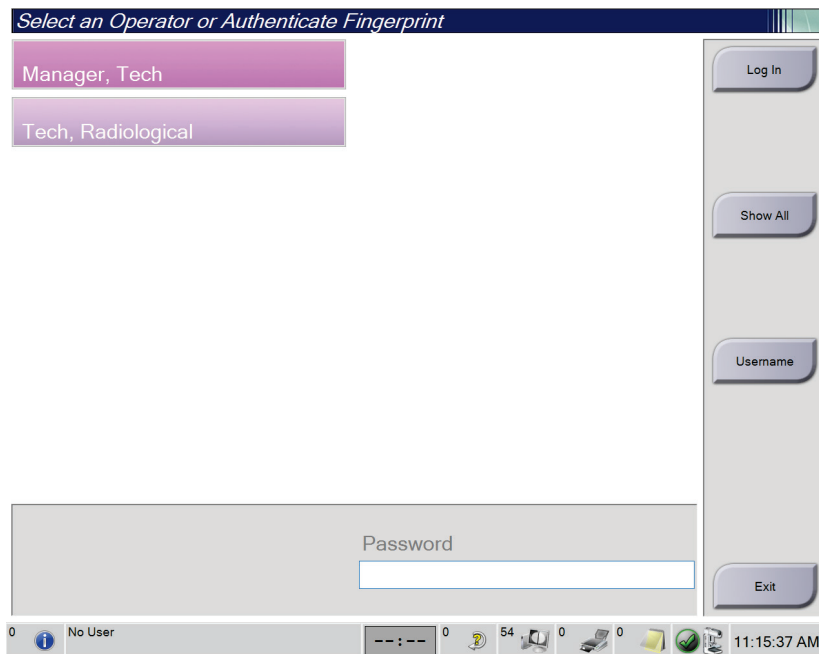 Select an Operator or Authenticate Fingerprint
Manager, Tech
Log In
Tech, Radiological
Show All
Username
Password
Exit
0
No User
--:--
0
54
0
0
11:15:37 AM